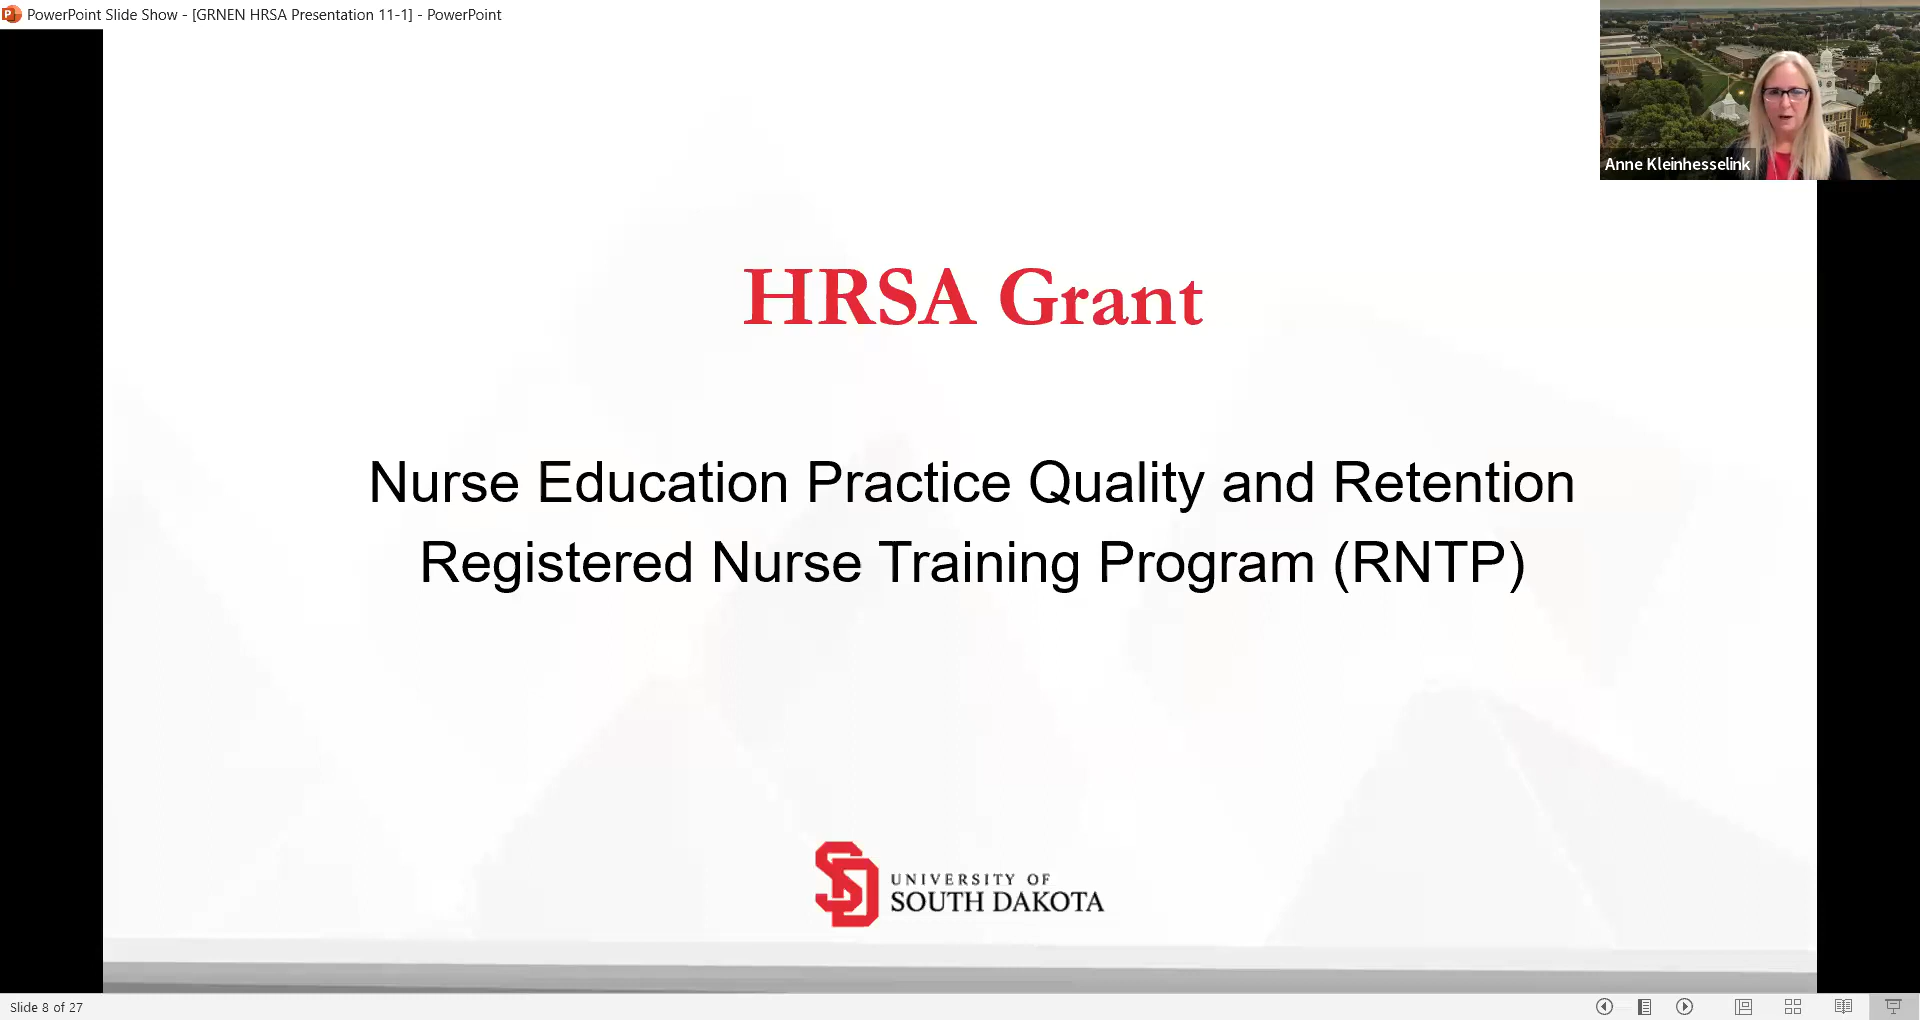 PowerPoint Slide Show - [GRNEN HRSA Presentation 11-1] - PowerPoint
Anne Kleinhesselink
HRSA Grant
Nurse Education Practice Quality and Retention
Registered Nurse Training Program (RNTP)
SD
UNIVERSITY OF
SOUTH DAKOTA
Slide 8 of 27